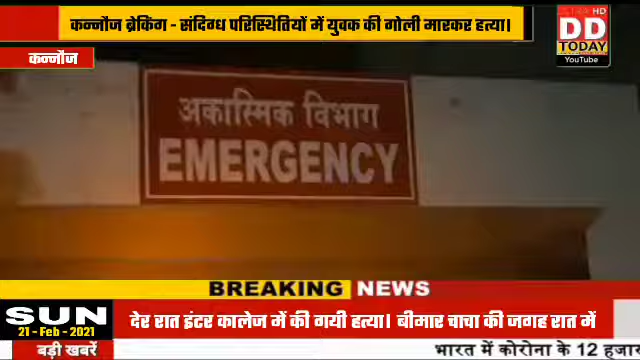 कन्नौज ब्रेकिंग - संदिग्ध परिस्थितियों में युवक की गोली मारकर हत्या।
HD
DD
TODAY
YouTube
कन्नौज
अकास्मिक विभाग
EMERGENCY
BREAKING NEWS
SUN
21 - Feb - 2021
देर रात इंटर कालेज में की गयी हत्या। बीमार चाचा की जगह रात में
बड़ी खबरें
भारत में कोरोना के 12 हजार